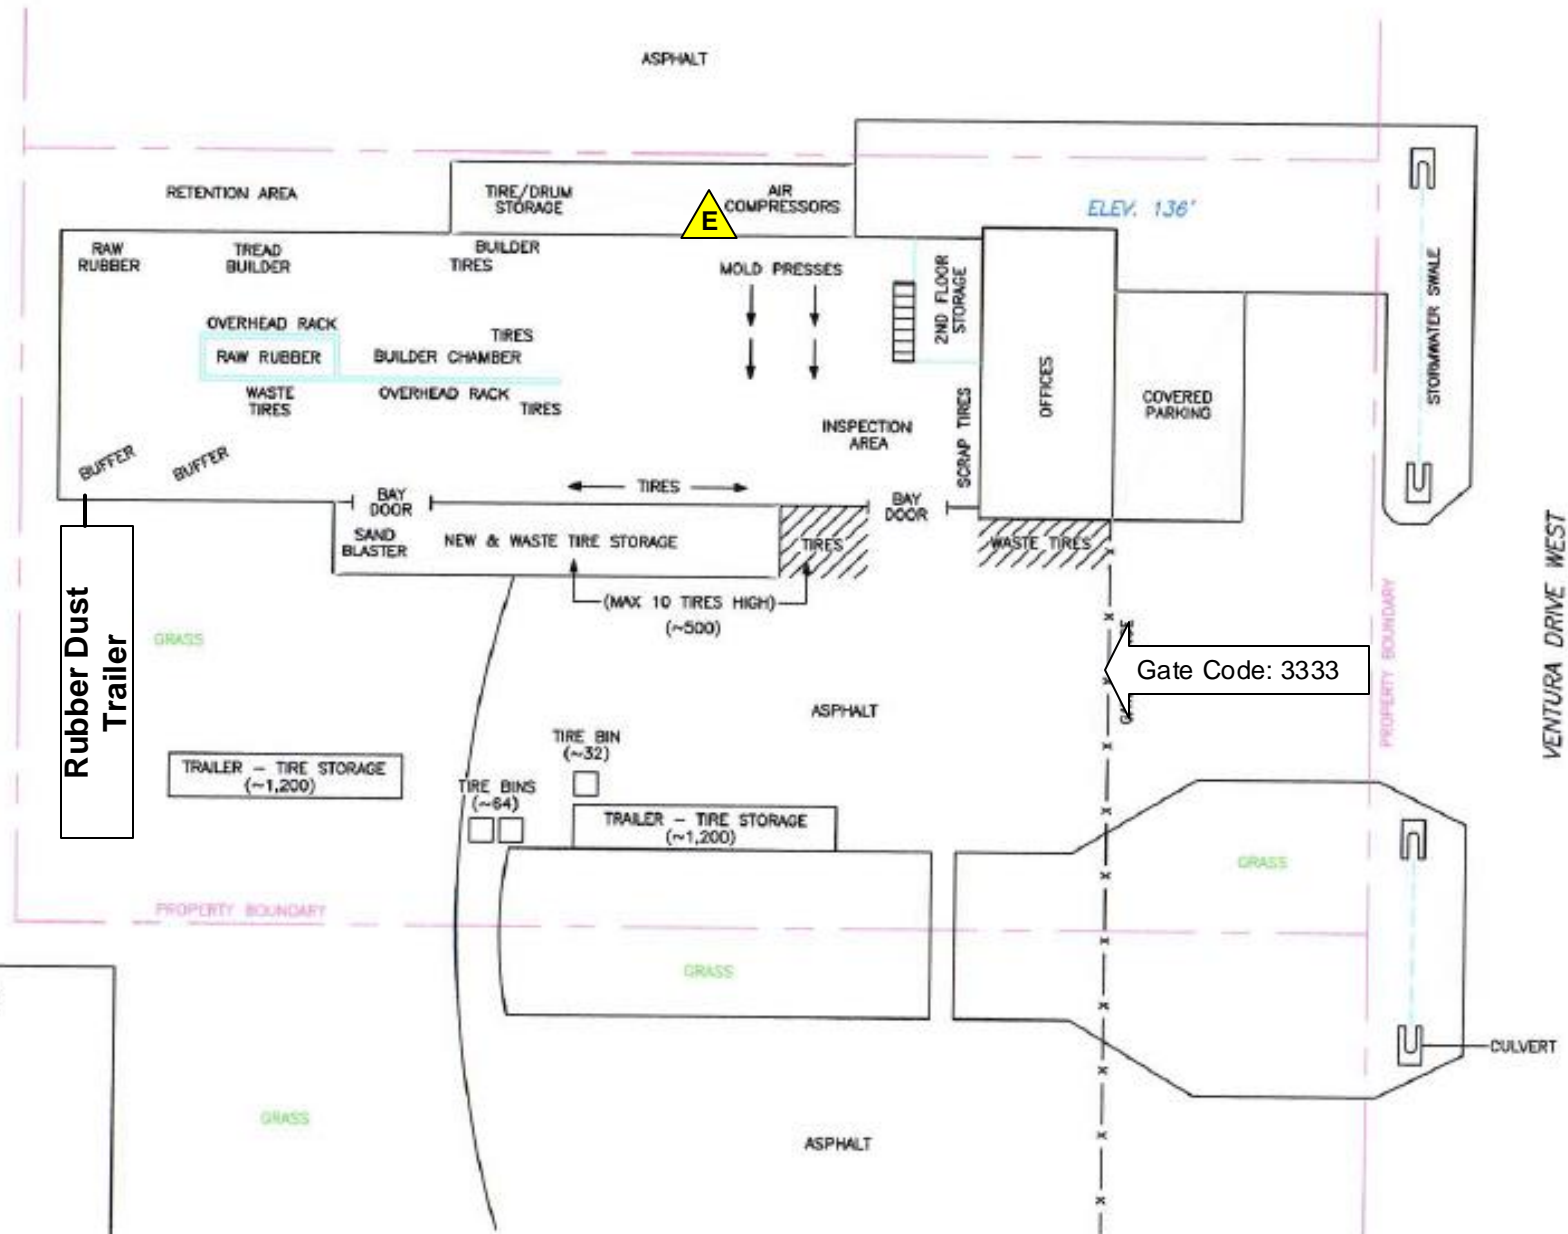 ASPHALT
RETENTION AREA
TIRE/DRUM
STORAGE
E
AIR
COMPRESSORS
ELEV. 136'
RAW
RUBBER
TREAD
BUILDER
BUILDER
TIRES
MOLD PRESSES
2ND FLOOR
STORAGE
STORMWATER SWALE
OVERHEAD RACK
RAW RUBBER
TIRES
BUILDER CHAMBER
WASTE
TIRES
OVERHEAD RACK
TIRES
OFFICES
COVERED
PARKING
SCRAP TIRES
INSPECTION
AREA
BUFFER
BUFFER
TIRES
BAY
DOOR
BAY
DOOR
SAND
BLASTER
NEW & WASTE TIRE STORAGE
TIRES
WASTE TIRES
(MAX 10 TIRES HIGH)
(~500)
VENTURA DRIVE WEST
Rubber Dust
Trailer
GRASS
Gate Code: 3333
PROPERTY BOUNDARY
ASPHALT
TIRE BIN
(~32)
TRAILER - TIRE STORAGE
(~1,200)
TIRE BINS
(~64)
TRAILER - TIRE STORAGE
(~1,200)
GRASS
PROPERTY BOUNDARY
GRASS
CULVERT
GRASS
ASPHALT